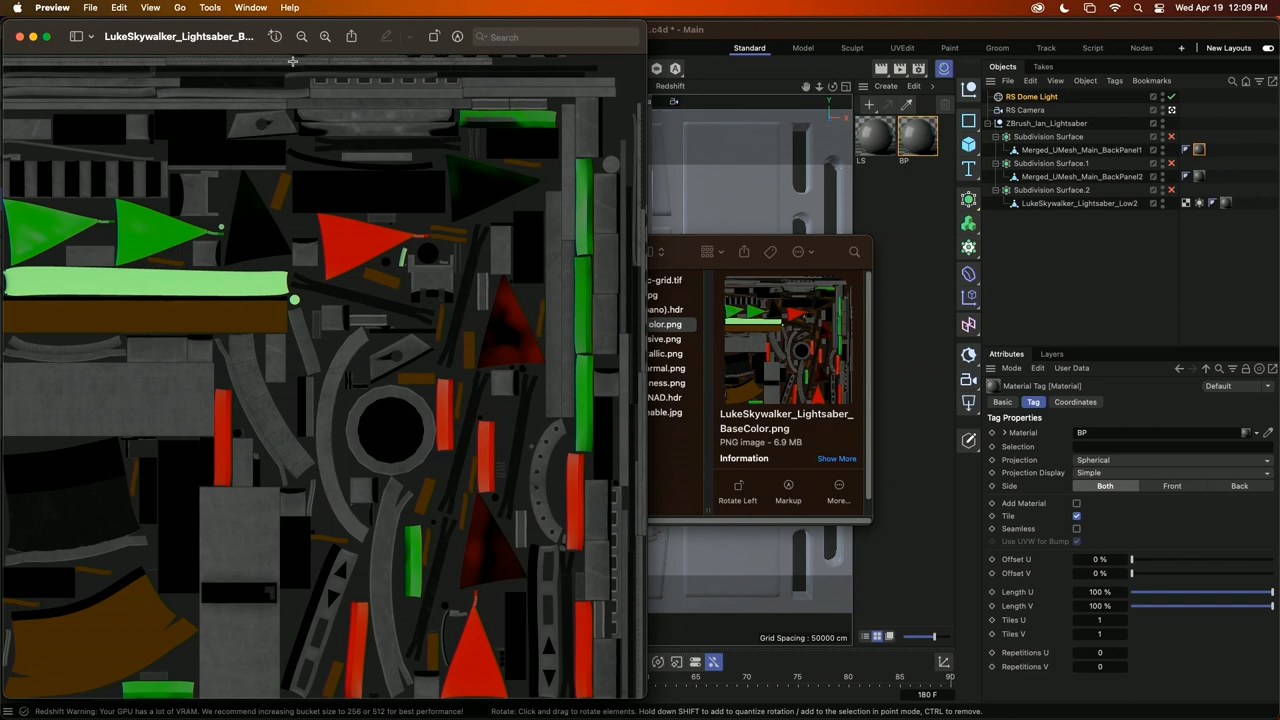 Preview File Edit View Go Tools Window Help
Wed Apr 19 12:09 PM
LukeSkywalker_Lightsaber_B...
Search
.c4d * - Main
Standard Model Sculpt UVEdit Paint Groom Track Script Nodes New Layouts
Objects Takes
File Edit View Object Tags Bookmarks
Redshift
Create Edit
RS Dome Light
RS Camera
ZBrush_Ian_Lightsaber
Subdivision Surface
Merged_UMesh_Main_BackPanel1
Subdivision Surface.1
Merged_UMesh_Main_BackPanel2
Subdivision Surface.2
LukeSkywalker_Lightsaber_Low2
Y
X
LS BP
c-grid.tif
pg
pano).hdr
olor.png
sive.png
allic.png
rmal.png
ness.png
NAD.hdr
eable.jpg
LukeSkywalker_Lightsaber_
BaseColor.png
PNG image - 6.9 MB
Information Show More
Rotate Left Markup More...
Attributes Layers
Mode Edit User Data
Material Tag [Material] Default
Basic Tag Coordinates
Tag Properties
Material BP
Selection
Projection Spherical
Projection Display Simple
Side Both Front Back
Add Material
Tile
Seamless
Use UVW for Bump
Offset U 0 %
Offset V 0 %
Length U 100 %
Length V 100 %
Tiles U 1
Tiles V 1
Repetitions U 0
Repetitions V 0
Grid Spacing : 50000 cm
65 70 75 80 85 90
180 F
Redshift Warning: Your GPU has a lot of VRAM. We recommend increasing bucket size to 256 or 512 for best performance!
Rotate: Click and drag to rotate elements. Hold down SHIFT to add to quantize rotation / add to the selection in point mode, CTRL to remove.